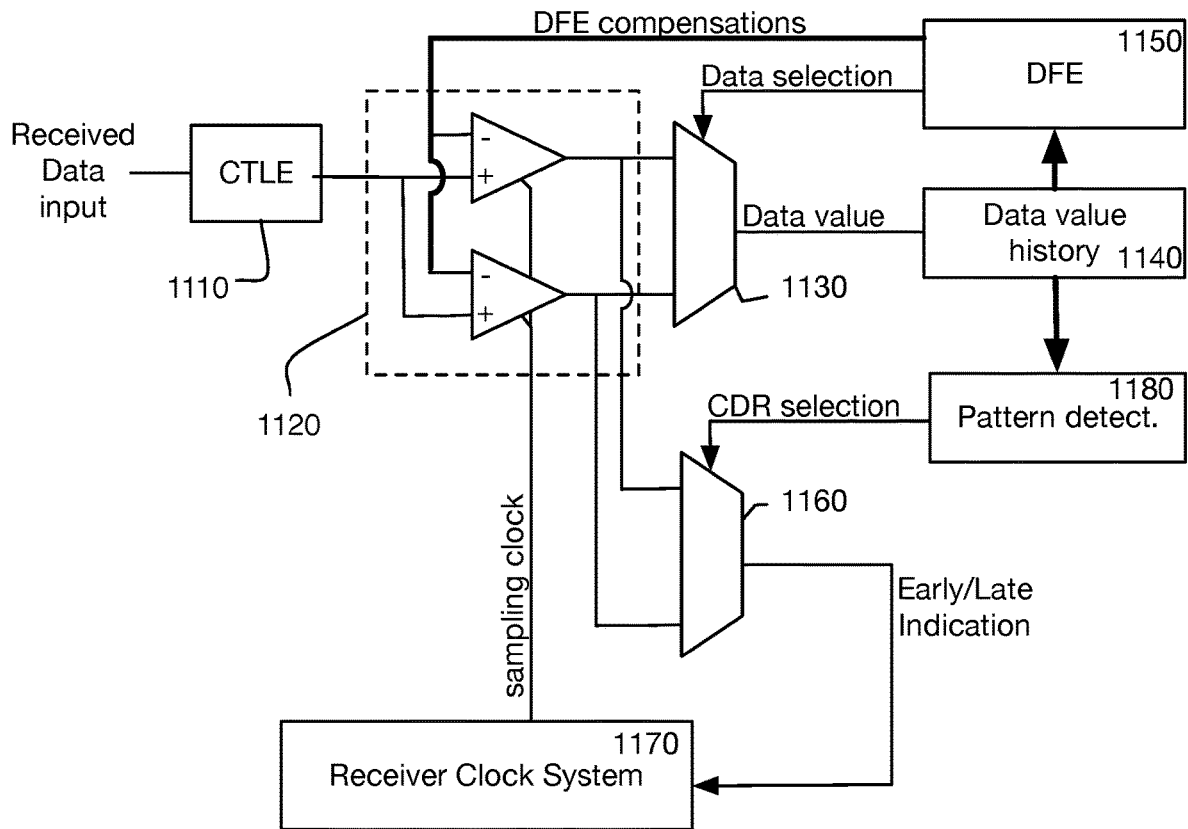 DFE compensations
1150
DFE
Data selection
Received
Data
input
CTLE
-
+
-
+
Data value
Data value
history
1140
1110
1130
1120
1180
Pattern detect.
CDR selection
1160
sampling clock
Early/Late
Indication
1170
Receiver Clock System